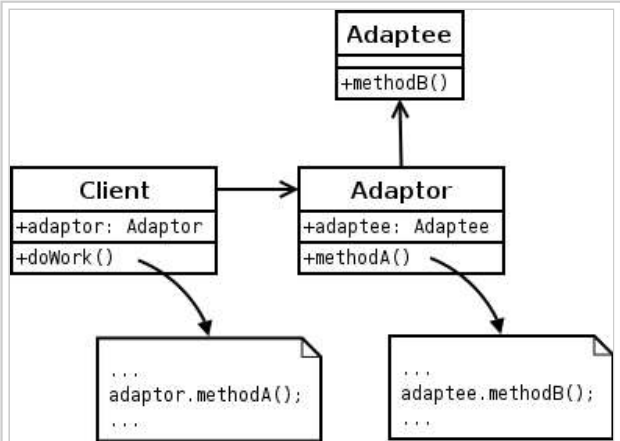 Adaptee
+methodB()
Client
+adaptor: Adaptor
+doWork()
Adaptor
+adaptee: Adaptee
+methodA()
...
adaptor.methodA();
...
...
adaptee.methodB();
...